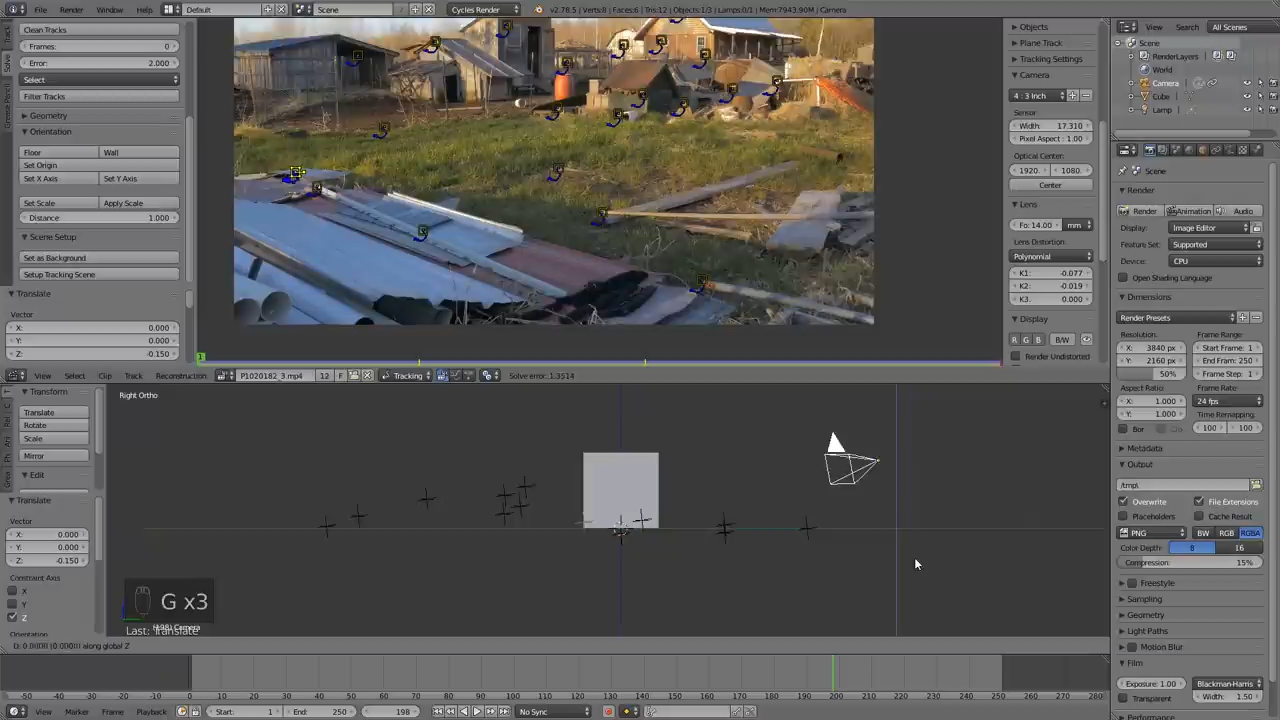 File
Render
Window
Help
Default
Scene
Cycles Render
v2.78.5 | Verts:8 | Faces:6 | Tris:12 | Objects:1/3 | Lamps:0/1 | Mem:7943.90M | Camera
Clean Tracks
Frames: 0
Error: 2.000
Select
Filter Tracks
Geometry
Orientation
Floor
Wall
Set Origin
Set X Axis
Set Y Axis
Set Scale
Apply Scale
Distance 1.000
Scene Setup
Set as Background
Setup Tracking Scene
Translate
Vector
X: 0.000
Y: 0.000
Z: -0.150
Track
Solve
Grease Pencil
Objects
Plane Track
Tracking Settings
Camera
4 : 3 Inch
Sensor
Width: 17.310
Pixel Aspect: 1.00
Optical Center:
1920.
1080.
Center
Lens
Fo: 14.00
mm
Lens Distortion:
Polynomial
K1: -0.077
K2: -0.019
K3: 0.000
Display
R
G
B
B/W
Render Undistorted
1
View
Select
Clip
Track
Reconstruction
P1020182_3.mp4
12
F
Tracking
Solve error: 1.3514
Transform
Translate
Rotate
Scale
Mirror
Edit
Translate
Vector
X: 0.000
Y: 0.000
Z: -0.150
Constraint Axis
X
Y
Z
Orientation
Right Ortho
G x3
(198) Camera
Last: Translate
along global Z
-50
-40
-30
-20
-10
0
10
20
30
40
50
60
70
80
90
100
110
120
130
140
150
160
170
180
190
200
210
220
230
240
250
260
270
280
View
Marker
Frame
Playback
Start: 1
End: 250
198
No Sync
View
Search
All Scenes
Scene
RenderLayers
World
Camera
Cube
Lamp
Scene
Render
Render
Animation
Audio
Display:
Image Editor
Feature Set:
Supported
Device:
CPU
Open Shading Language
Dimensions
Render Presets
Resolution:
Frame Range:
X: 3840 px
Start Frame: 1
Y: 2160 px
End Fram: 250
50%
Frame Step: 1
Aspect Ratio:
Frame Rate:
X: 1.000
24 fps
Y: 1.000
Time Remapping:
Bor
100
100
Metadata
Output
/tmp\
Overwrite
File Extensions
Placeholders
Cache Result
PNG
BW
RGB
RGBA
Color Depth:
8
16
Compression:
15%
Freestyle
Sampling
Geometry
Light Paths
Motion Blur
Film
Exposure: 1.00
Blackman-Harris
Transparent
Width: 1.50
Performance